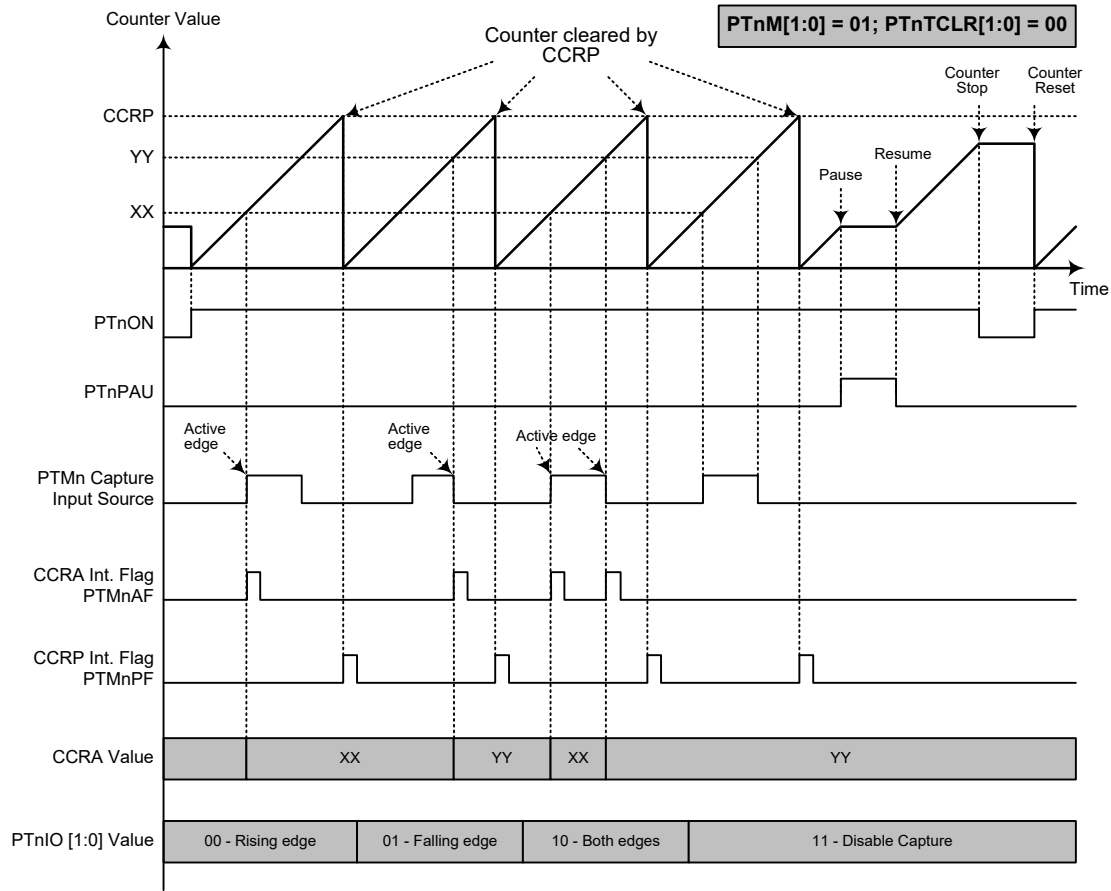 Counter Value
PTnM[1:0] = 01; PTnTCLR[1:0] = 00
Counter cleared by
CCRP
Counter
Stop
Counter
Reset
CCRP
YY
Resume
Pause
XX
Time
PTnON
PTnPAU
Active
edge
Active
edge
Active edge
PTMn Capture
Input Source
CCRA Int. Flag
PTMnAF
CCRP Int. Flag
PTMnPF
CCRA Value
XX
YY
XX
YY
PTnIO [1:0] Value
00 - Rising edge
01 - Falling edge
10 - Both edges
11 - Disable Capture